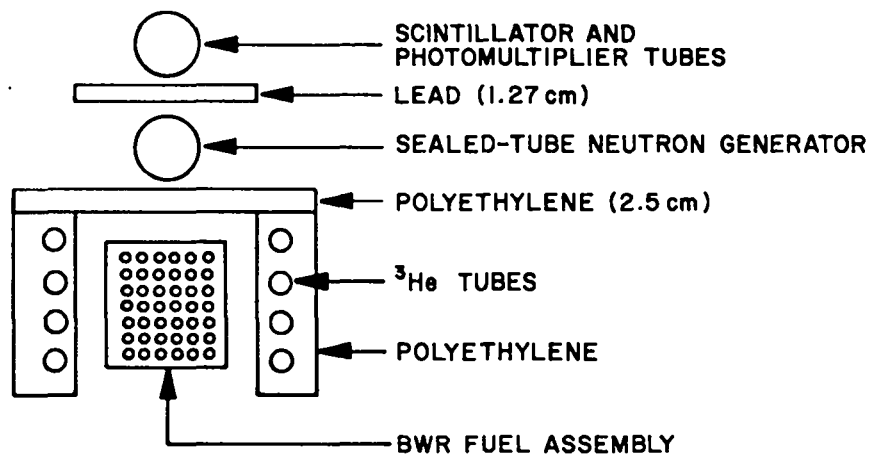 SCINTILLATOR AND
PHOTOMULTIPLIER TUBES
LEAD (1.27 cm)
SEALED-TUBE NEUTRON GENERATOR
POLYETHYLENE (2.5 cm)
³He TUBES
POLYETHYLENE
BWR FUEL ASSEMBLY